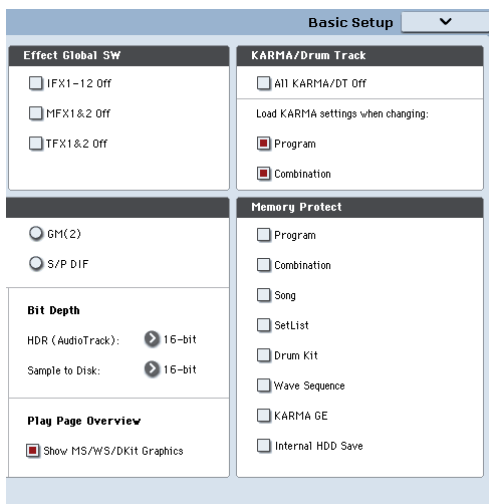 Basic Setup
Effect Global SW
IFX1-12 Off
MFX1&2 Off
TFX1&2 Off
KARMA/Drum Track
All KARMA/DT Off
Load KARMA settings when changing:
Program
Combination
GM(2)
S/P DIF
Bit Depth
HDR (AudioTrack): 16-bit
Sample to Disk: 16-bit
Play Page Overview
Show MS/WS/DKit Graphics
Memory Protect
Program
Combination
Song
SetList
Drum Kit
Wave Sequence
KARMA GE
Internal HDD Save